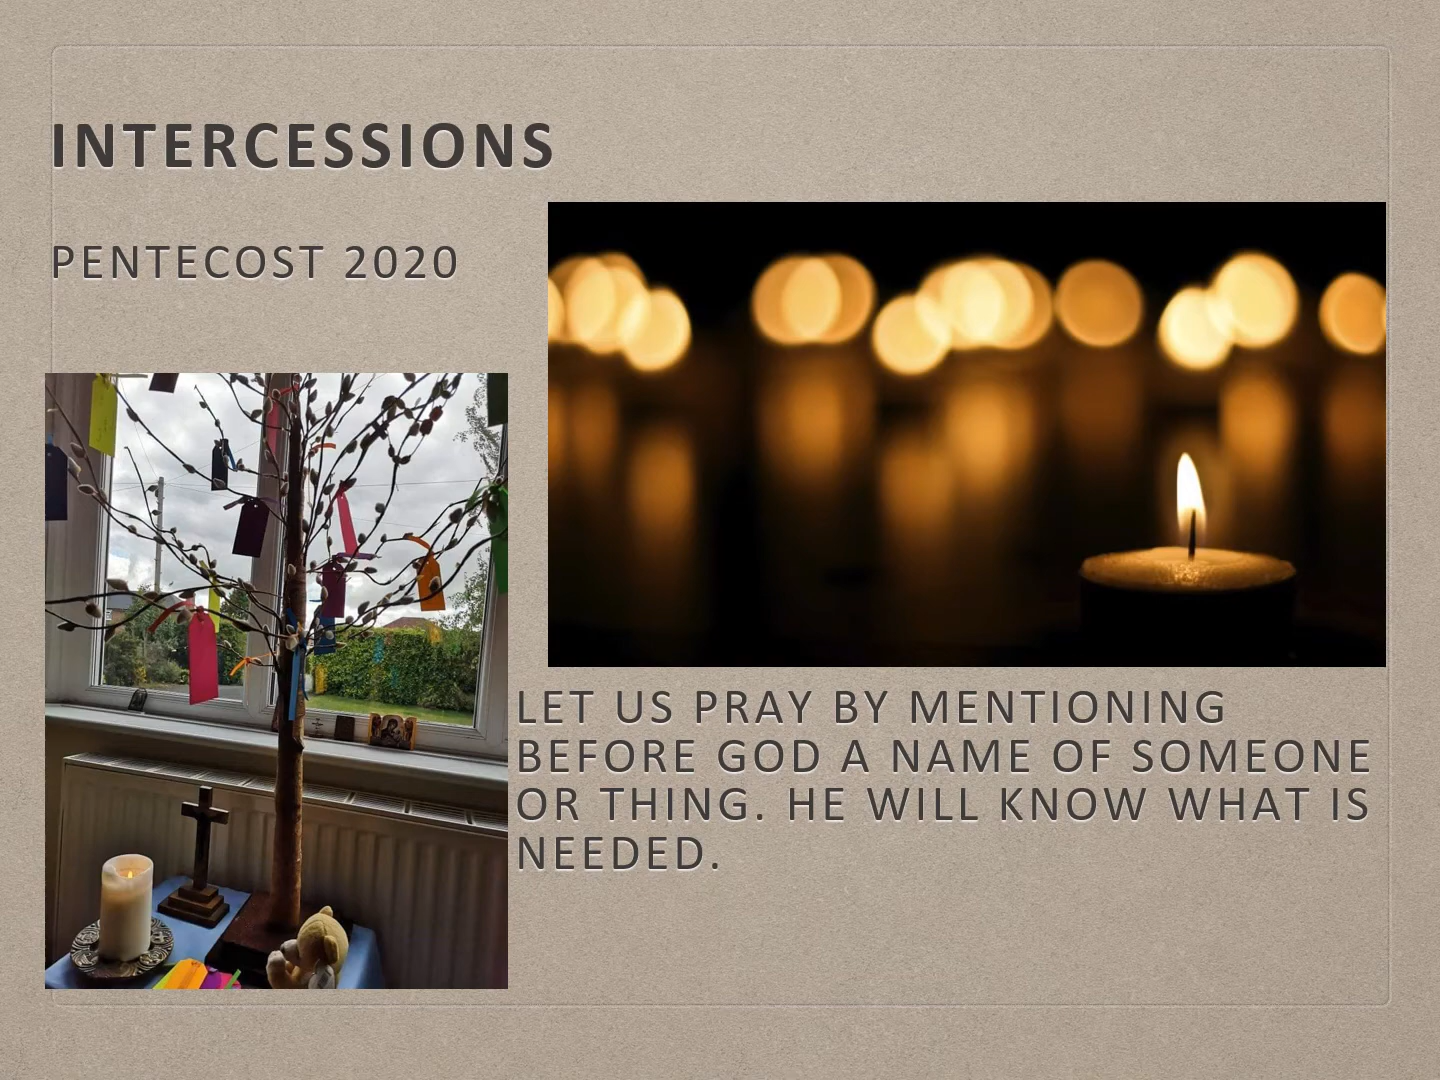 INTERCESSIONS
PENTECOST 2020
LET US PRAY BY MENTIONING
BEFORE GOD A NAME OF SOMEONE
OR THING. HE WILL KNOW WHAT IS
NEEDED.